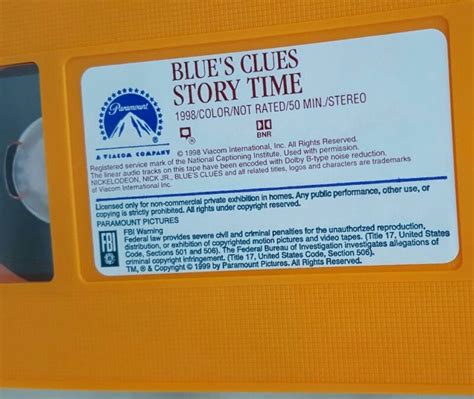 BLUE'S CLUES
STORY TIME
1998/COLOR/NOT RATED/50 MIN./STEREO
Paramount
A VIACOM COMPANY
®
BNR
© 1998 Viacom International, Inc. All Rights Reserved.
Registered service mark of the National Captioning Institute. Used with permission.
The linear audio tracks on this tape have been encoded with Dolby B-type noise reduction.
NICKELODEON, NICK JR., BLUE'S CLUES and all related titles, logos and characters are trademarks
of Viacom International Inc.
Licensed only for non-commercial private exhibition in homes. Any public performance, other use, or
copying is strictly prohibited. All rights under copyright reserved.
PARAMOUNT PICTURES
FBI
FBI Warning
Federal law provides severe civil and criminal penalties for the unauthorized reproduction,
distribution, or exhibition of copyrighted motion pictures and video tapes. (Title 17, United States
Code, Sections 501 and 506). The Federal Bureau of Investigation investigates allegations of
criminal copyright infringement. (Title 17, United States Code, Section 506).
TM, ® & Copyright © 1999 by Paramount Pictures. All Rights Reserved.